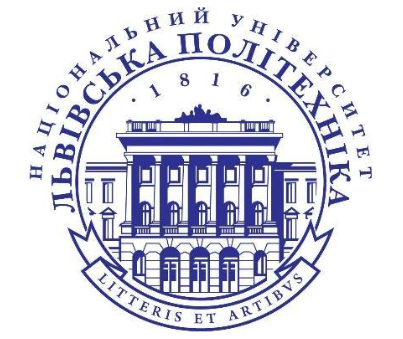 НАЦІОНАЛЬНИЙ УНІВЕРСИТЕТ
ЛЬВІВСЬКА ПОЛІТЕХНІКА
· 1816 ·
LITTERIS ET ARTIBVS